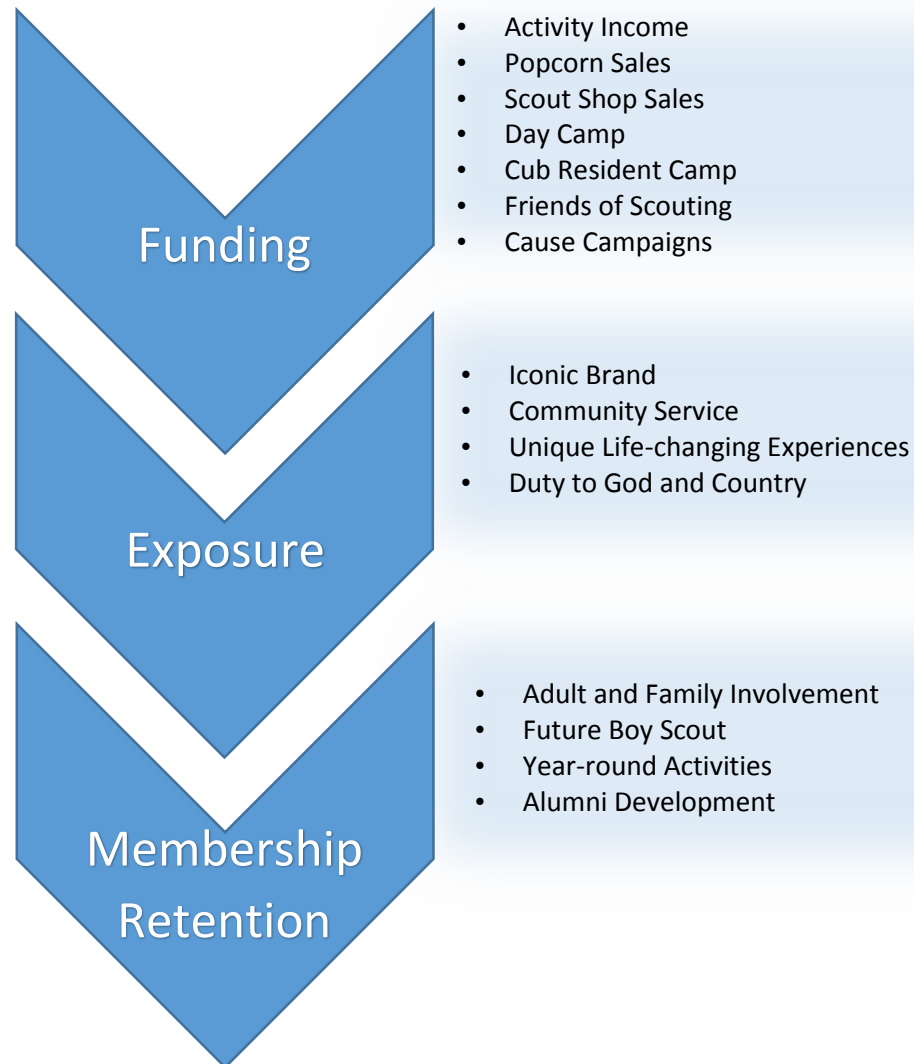 Funding
• Activity Income
• Popcorn Sales
• Scout Shop Sales
• Day Camp
• Cub Resident Camp
• Friends of Scouting
• Cause Campaigns
Exposure
• Iconic Brand
• Community Service
• Unique Life-changing Experiences
• Duty to God and Country
Membership
Retention
• Adult and Family Involvement
• Future Boy Scout
• Year-round Activities
• Alumni Development